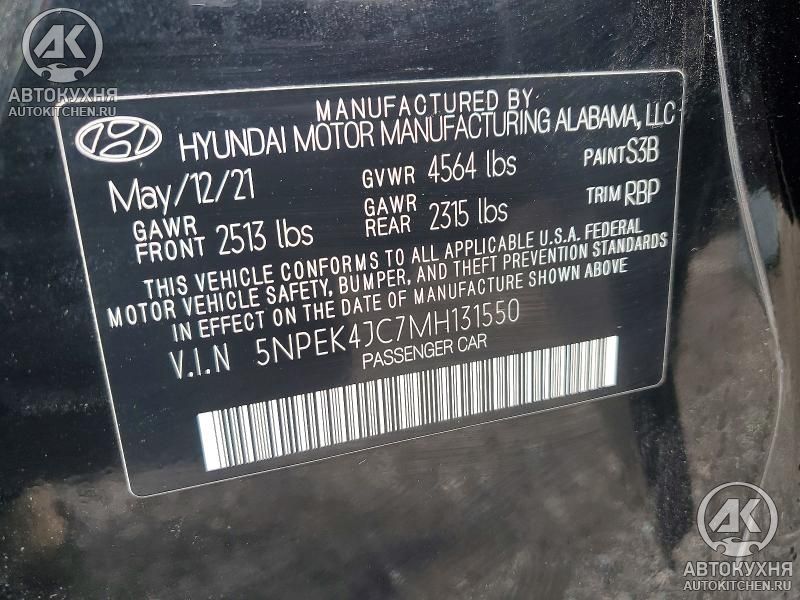 АК
АВТОКУХНЯ
AUTOKITCHEN.RU
MANUFACTURED BY
HYUNDAI MOTOR MANUFACTURING ALABAMA, LLC
May/12/21 GVWR 4564 lbs PAINT S3B
GAWR FRONT 2513 lbs GAWR REAR 2315 lbs TRIM RBP
THIS VEHICLE CONFORMS TO ALL APPLICABLE U.S.A. FEDERAL
MOTOR VEHICLE SAFETY, BUMPER, AND THEFT PREVENTION STANDARDS
IN EFFECT ON THE DATE OF MANUFACTURE SHOWN ABOVE
V.I.N 5NPEK4JC7MH131550
PASSENGER CAR
АК
АВТОКУХНЯ
AUTOKITCHEN.RU